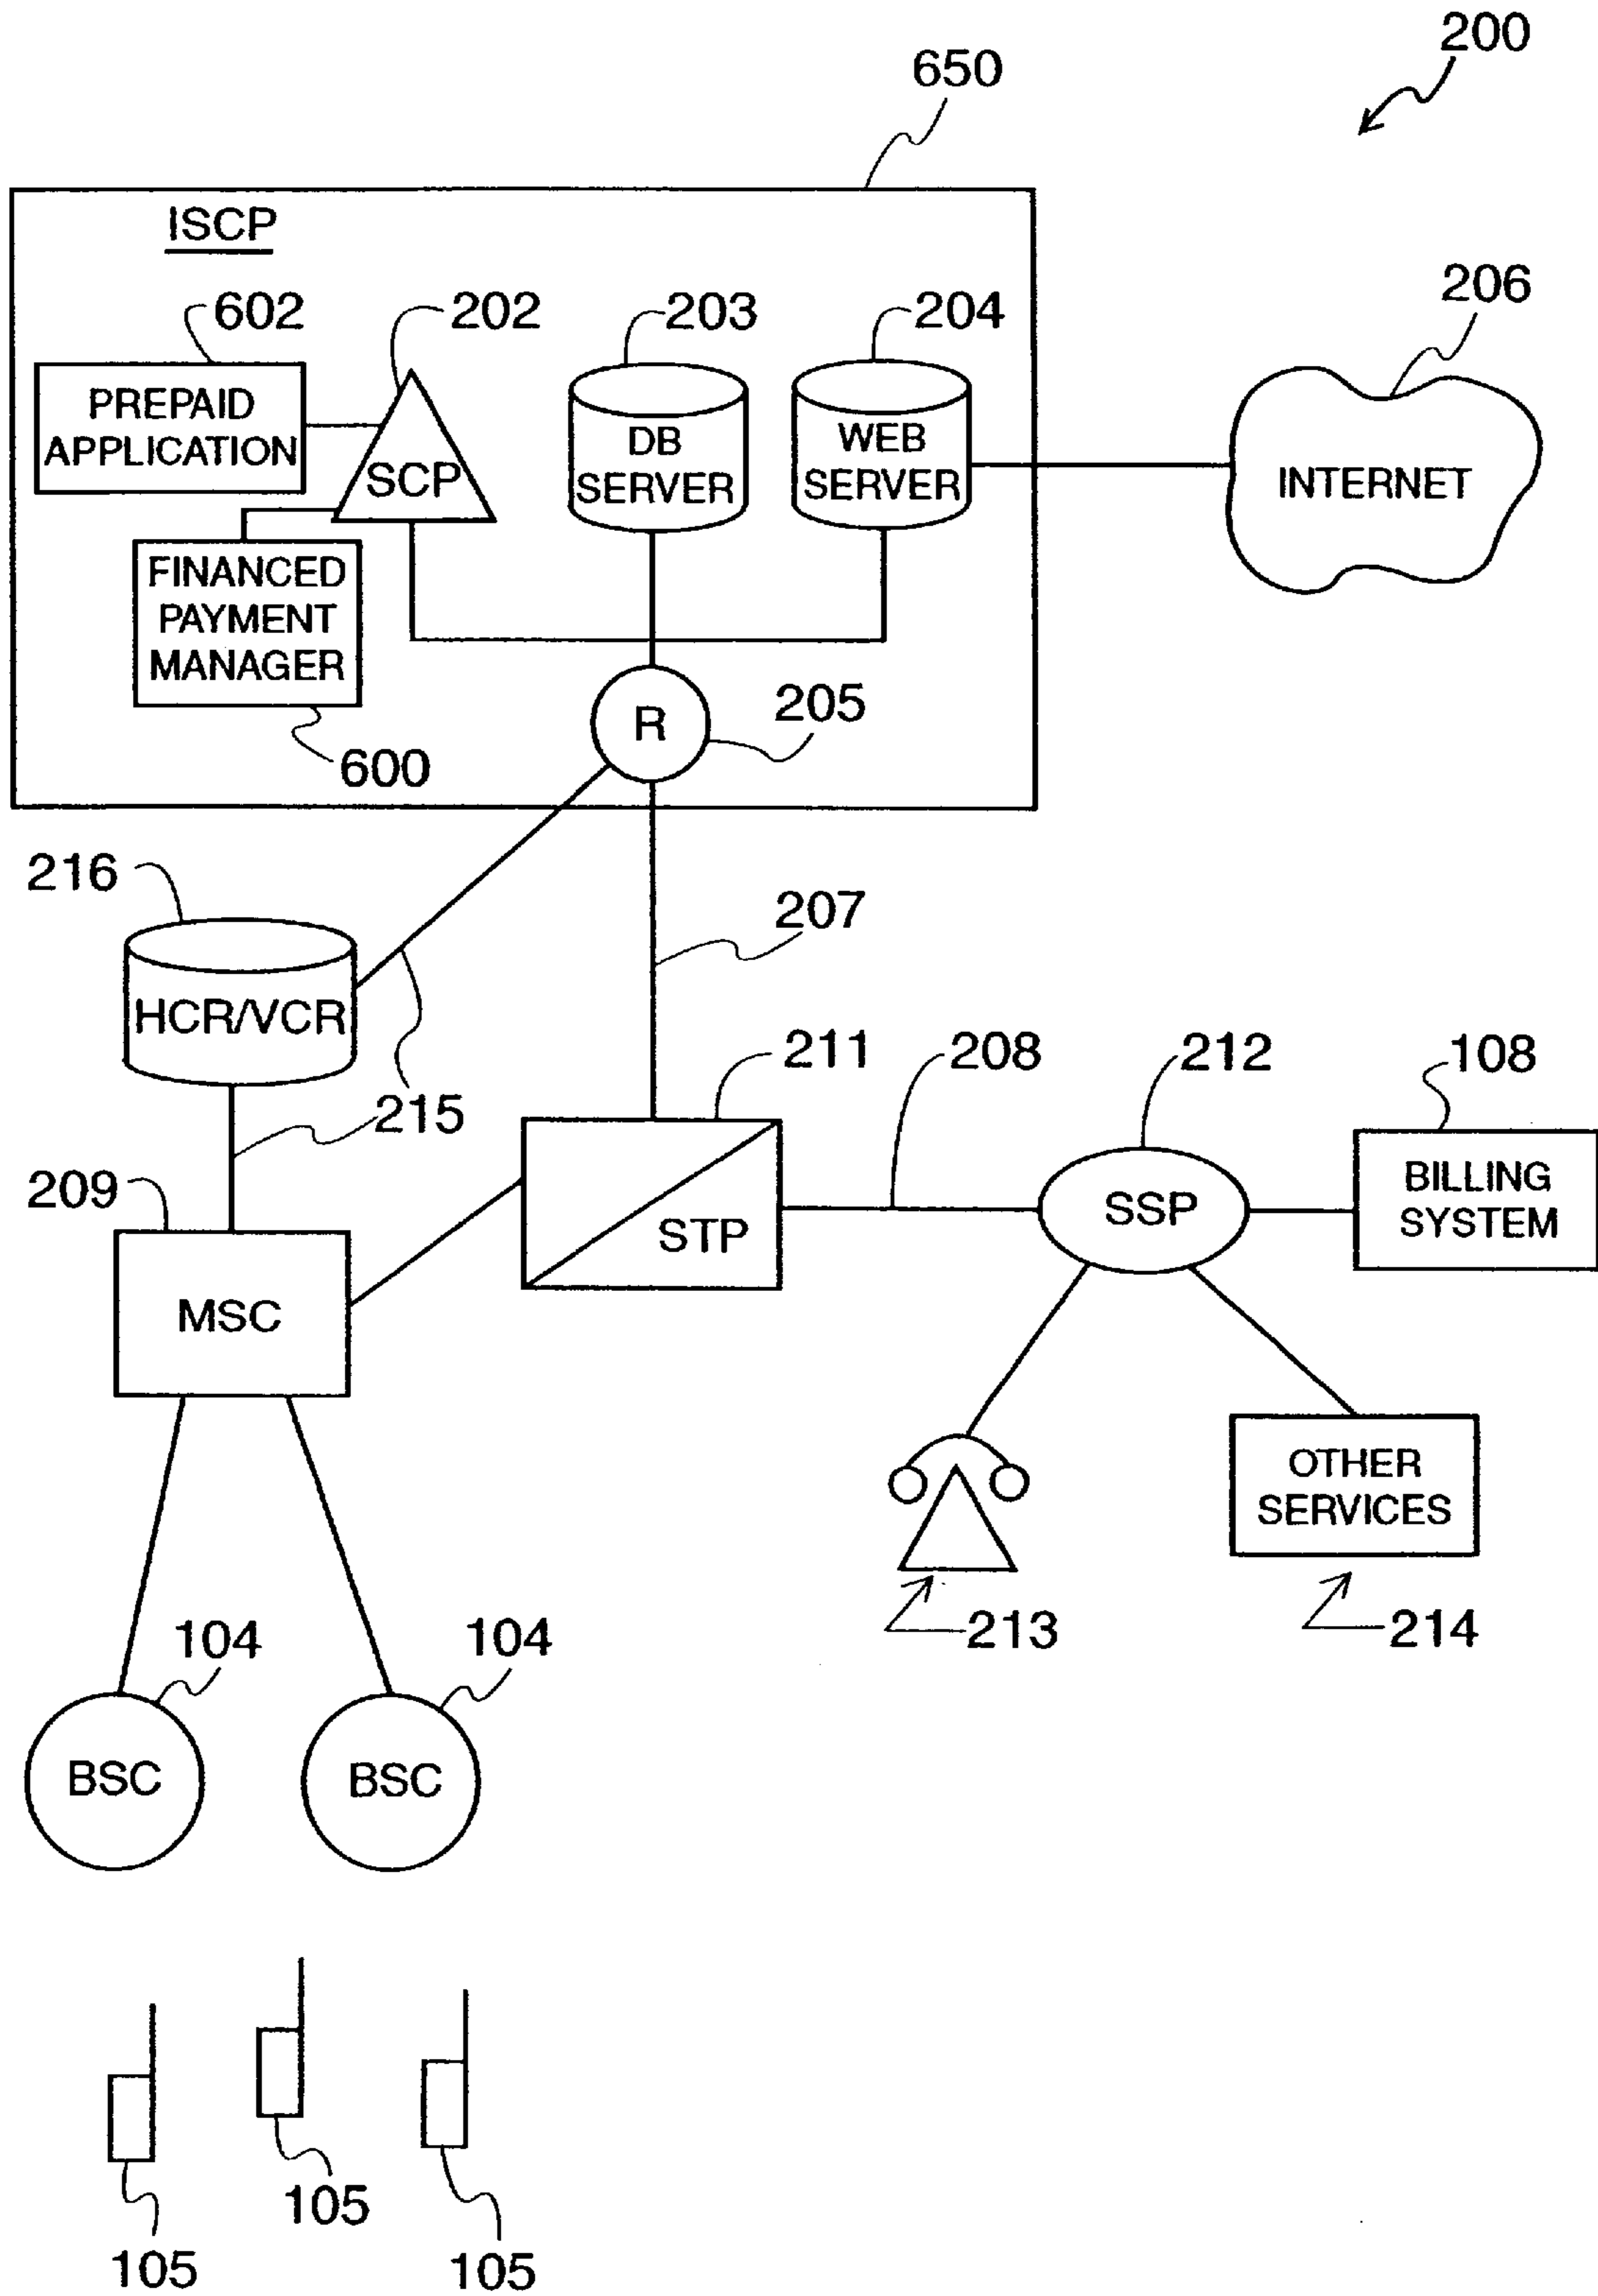 200
650
ISCP
206
602
202
203
204
PREPAID
APPLICATION
SCP
DB
SERVER
WEB
SERVER
INTERNET
FINANCED
PAYMENT
MANAGER
R
205
600
216
207
HCR/VCR
211
208
212
108
215
209
STP
SSP
BILLING
SYSTEM
MSC
OTHER
SERVICES
213
214
104
104
BSC
BSC
105
105
105